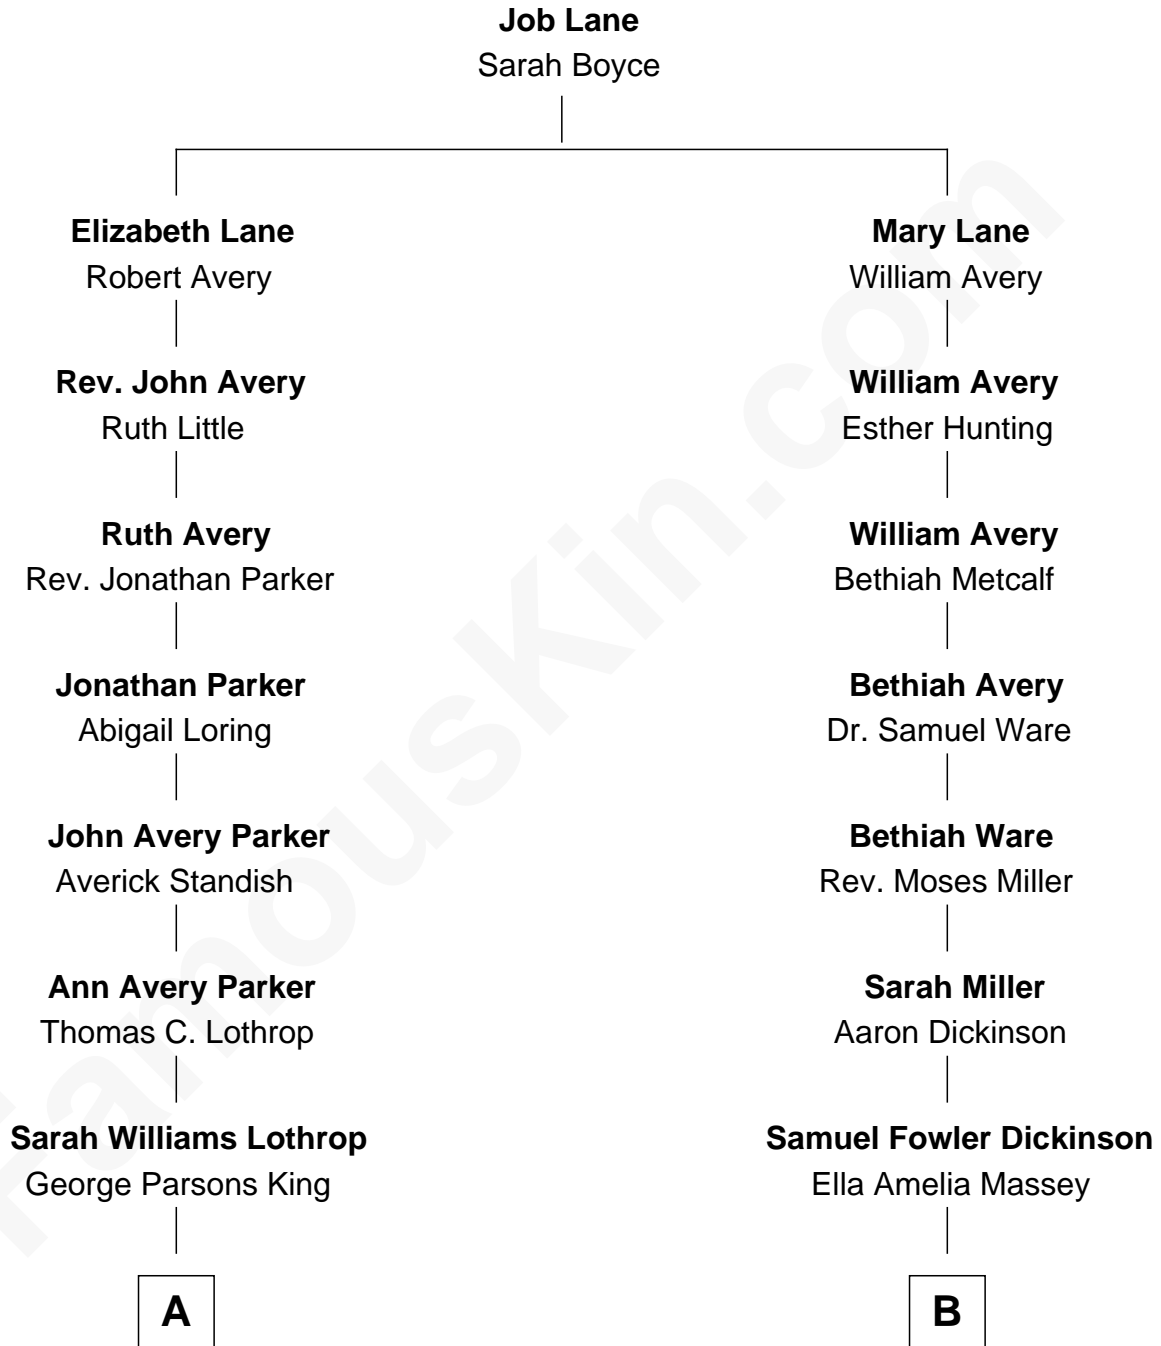 Job Lane
Sarah Boyce
Elizabeth Lane
Robert Avery
Mary Lane
William Avery
Rev. John Avery
Ruth Little
William Avery
Esther Hunting
Ruth Avery
Rev. Jonathan Parker
William Avery
Bethiah Metcalf
Jonathan Parker
Abigail Loring
Bethiah Avery
Dr. Samuel Ware
John Avery Parker
Averick Standish
Bethiah Ware
Rev. Moses Miller
Ann Avery Parker
Thomas C. Lothrop
Sarah Miller
Aaron Dickinson
Sarah Williams Lothrop
George Parsons King
Samuel Fowler Dickinson
Ella Amelia Massey
A
B
FamousKin.com